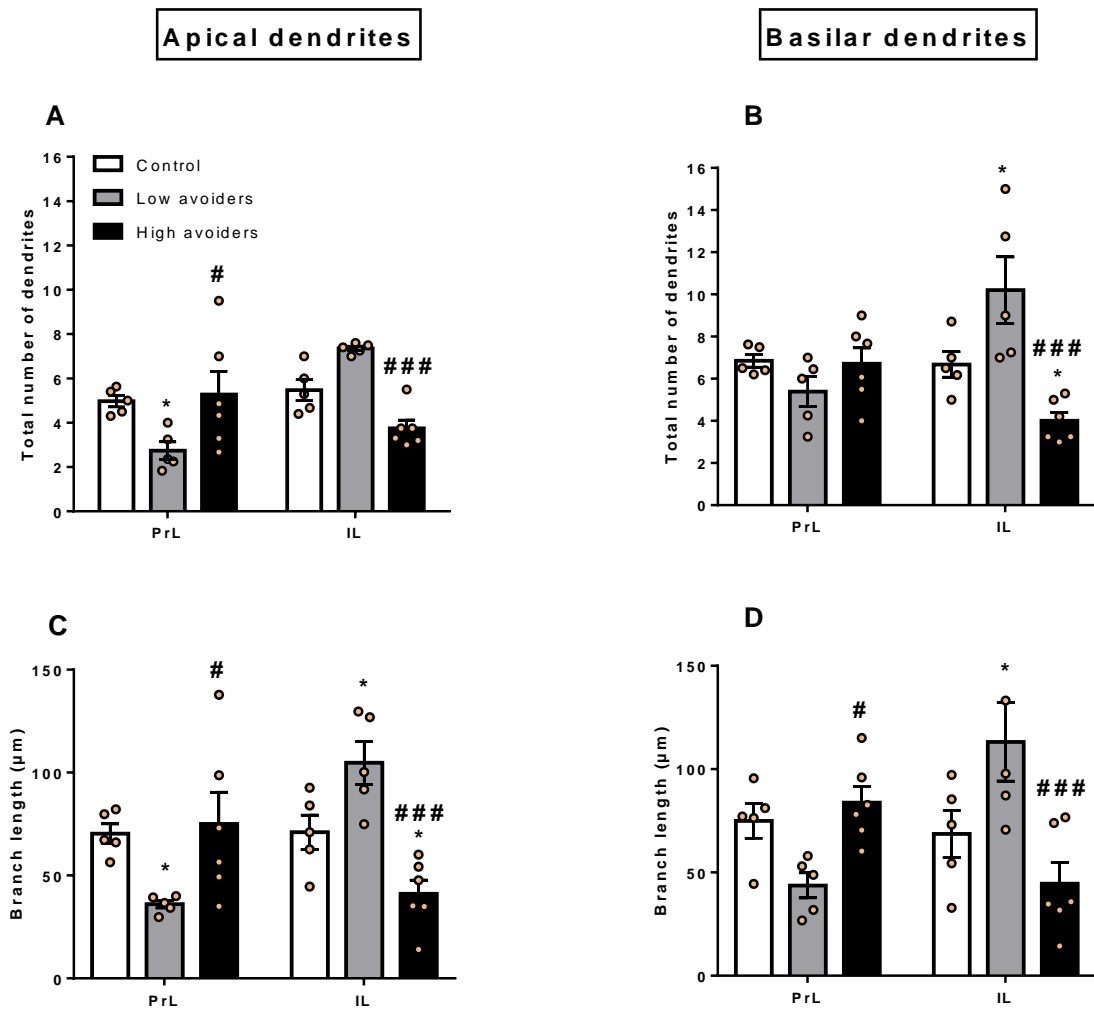 Apical dendrites
Basilar dendrites
A
Total number of dendrites
16
14
12
10
8
6
4
2
0
Control
Low avoiders
High avoiders
*
#
###
PrL
IL
B
Total number of dendrites
16
14
12
10
8
6
4
2
0
*
###
*
PrL
IL
C
Branch length (µm)
150
100
50
0
*
#
*
###
*
PrL
IL
D
Branch length (µm)
150
100
50
0
#
*
###
PrL
IL